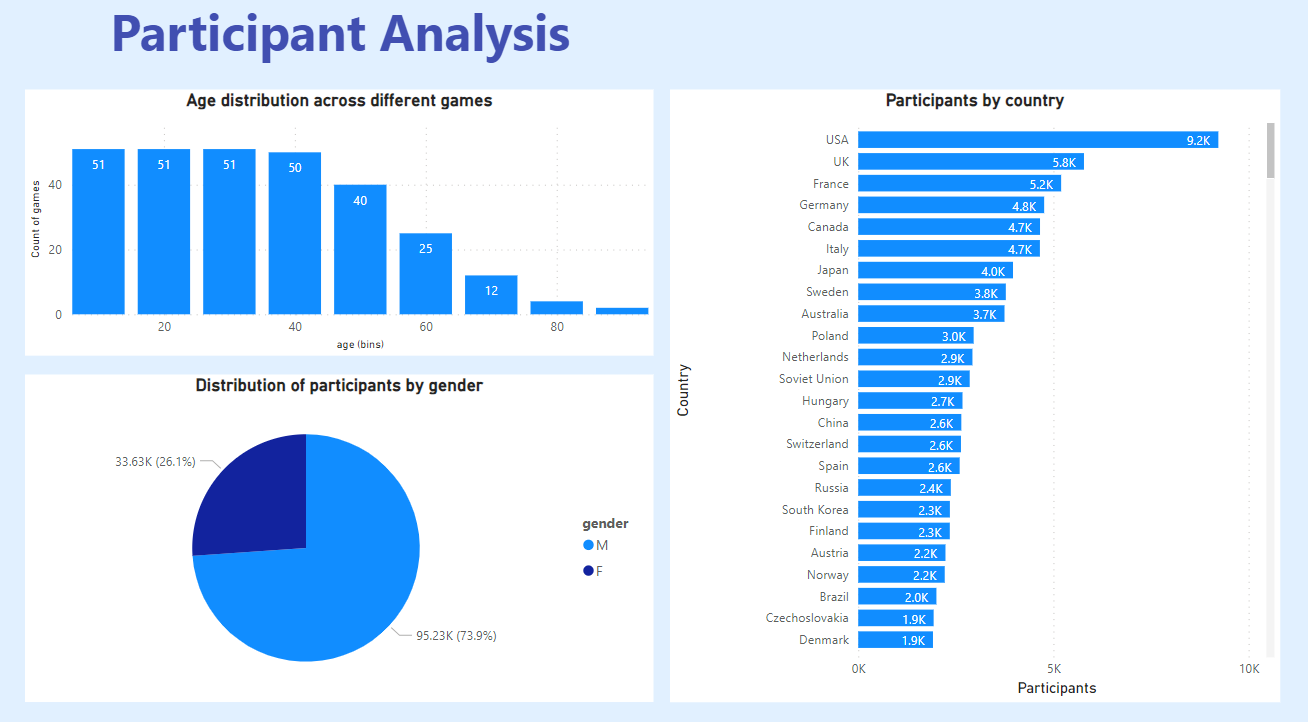 Participant Analysis
Age distribution across different games
Count of games
40
20
0
51
51
51
50
40
25
12
20
40
60
80
age (bins)
Distribution of participants by gender
33.63K (26.1%)
95.23K (73.9%)
gender
M
F
Participants by country
Country
USA 9.2K
UK 5.8K
France 5.2K
Germany 4.8K
Canada 4.7K
Italy 4.7K
Japan 4.0K
Sweden 3.8K
Australia 3.7K
Poland 3.0K
Netherlands 2.9K
Soviet Union 2.9K
Hungary 2.7K
China 2.6K
Switzerland 2.6K
Spain 2.6K
Russia 2.4K
South Korea 2.3K
Finland 2.3K
Austria 2.2K
Norway 2.2K
Brazil 2.0K
Czechoslovakia 1.9K
Denmark 1.9K
0K 5K 10K
Participants